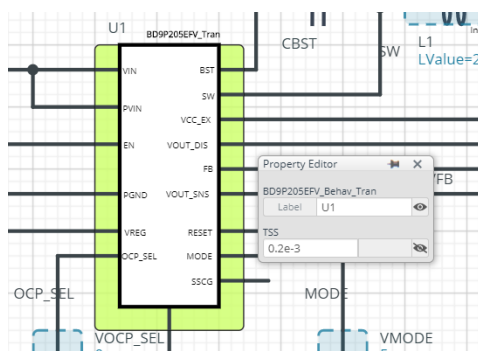 U1
BD9P205EFV_Tran
CBST
SW
L1
LValue=2
VIN
BST
PVIN
SW
VCC_EX
EN
VOUT_DIS
FB
Property Editor
BD9P205EFV_Behav_Tran
Label U1
TSS
0.2e-3
PGND
VOUT_SNS
VREG
RESET
OCP_SEL
MODE
SSCG
OCP_SEL
MODE
VOCP_SEL
VMODE